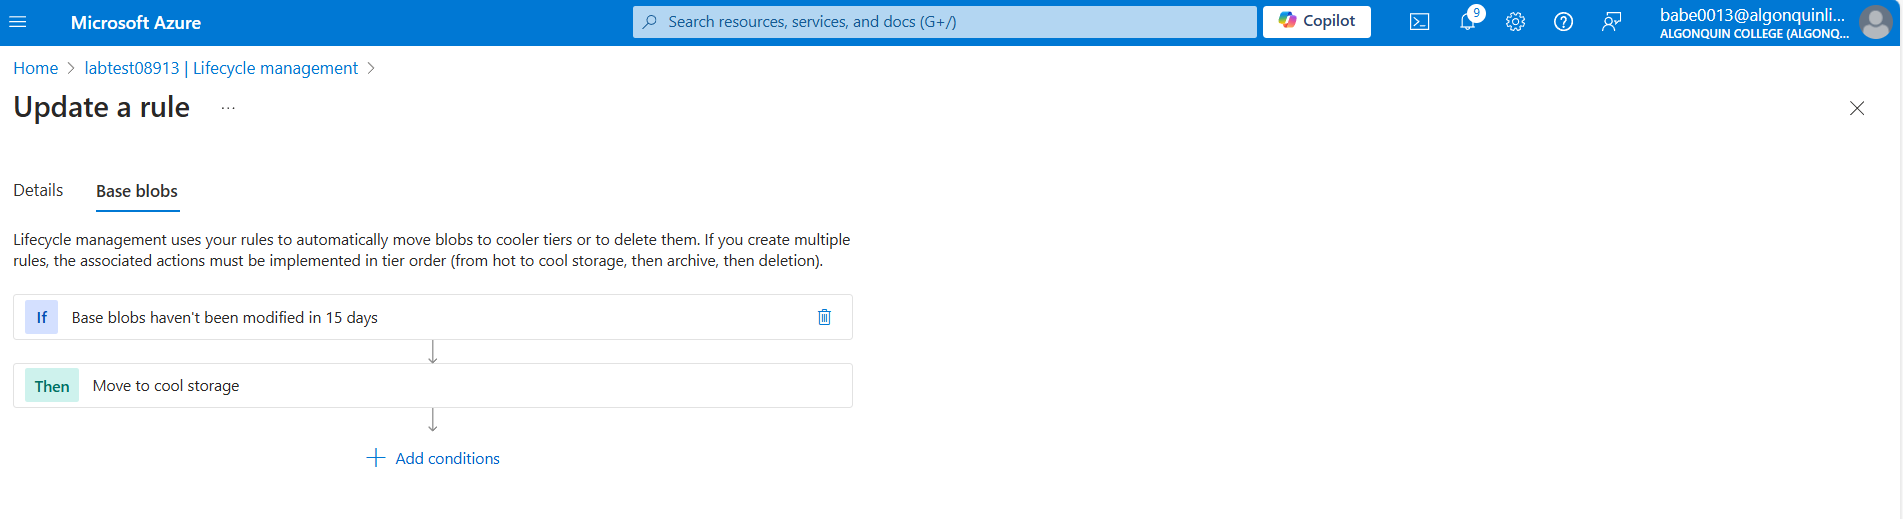 Microsoft Azure
Search resources, services, and docs (G+/)
Copilot
9
babe0013@algonquinli...
ALGONQUIN COLLEGE (ALGONQ...
Home > labtest08913 | Lifecycle management >
Update a rule ...
Details
Base blobs
Lifecycle management uses your rules to automatically move blobs to cooler tiers or to delete them. If you create multiple
rules, the associated actions must be implemented in tier order (from hot to cool storage, then archive, then deletion).
If Base blobs haven't been modified in 15 days
Then Move to cool storage
+ Add conditions